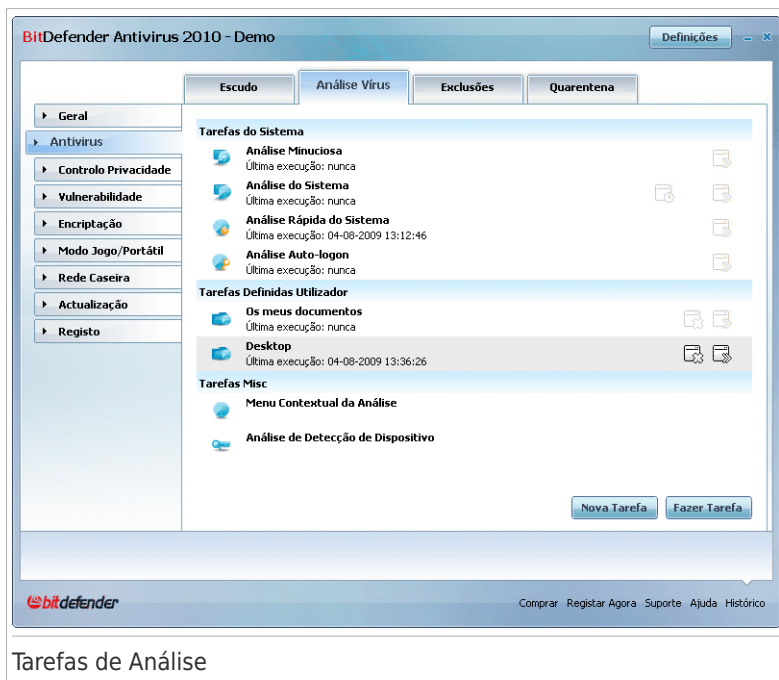 BitDefender Antivirus 2010 - Demo
Definições
Escudo
Análise Vírus
Exclusões
Quarentena
Geral
Antivirus
Controlo Privacidade
Vulnerabilidade
Encriptação
Modo Jogo/Portátil
Rede Caseira
Actualização
Registo
Tarefas do Sistema
Análise Minuciosa
Última execução: nunca
Análise do Sistema
Última execução: nunca
Análise Rápida do Sistema
Última execução: 04-08-2009 13:12:46
Análise Auto-logon
Última execução: nunca
Tarefas Definidas Utilizador
Os meus documentos
Última execução: nunca
Desktop
Última execução: 04-08-2009 13:36:26
Tarefas Misc
Menu Contextual da Análise
Análise de Detecção de Dispositivo
Nova Tarefa
Fazer Tarefa
bitdefender
Comprar Registar Agora Suporte Ajuda Histórico
Tarefas de Análise